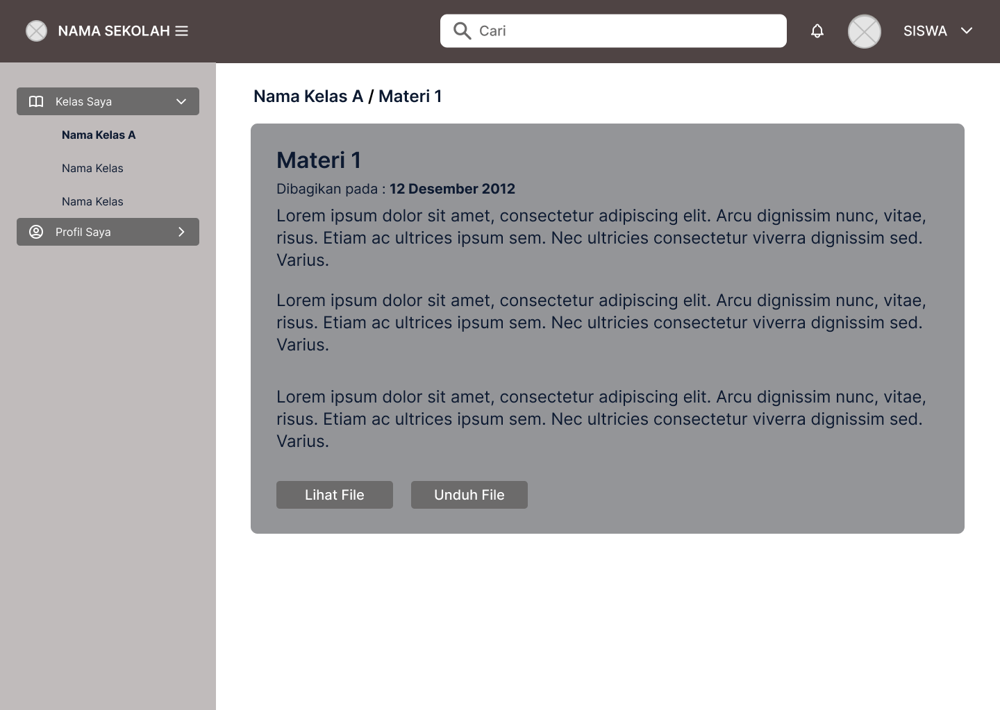 NAMA SEKOLAH
Cari
SISWA
Kelas Saya
Nama Kelas A
Nama Kelas
Nama Kelas
Profil Saya
Nama Kelas A / Materi 1
Materi 1
Dibagikan pada : 12 Desember 2012
Lorem ipsum dolor sit amet, consectetur adipiscing elit. Arcu dignissim nunc, vitae,
risus. Etiam ac ultrices ipsum sem. Nec ultricies consectetur viverra dignissim sed.
Varius.
Lorem ipsum dolor sit amet, consectetur adipiscing elit. Arcu dignissim nunc, vitae,
risus. Etiam ac ultrices ipsum sem. Nec ultricies consectetur viverra dignissim sed.
Varius.
Lorem ipsum dolor sit amet, consectetur adipiscing elit. Arcu dignissim nunc, vitae,
risus. Etiam ac ultrices ipsum sem. Nec ultricies consectetur viverra dignissim sed.
Varius.
Lihat File
Unduh File